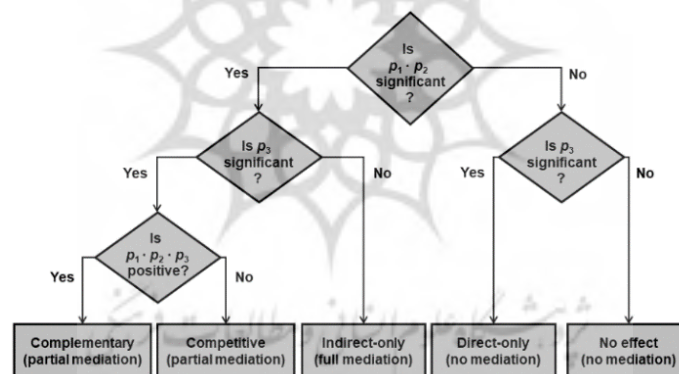 Is
p₁ · p₂
significant
?
Yes
No
Is p₃
significant
?
Is p₃
significant
?
Yes
No
Yes
No
Is
p₁ · p₂ · p₃
positive?
Yes
No
Complementary
(partial mediation)
Competitive
(partial mediation)
Indirect-only
(full mediation)
Direct-only
(no mediation)
No effect
(no mediation)